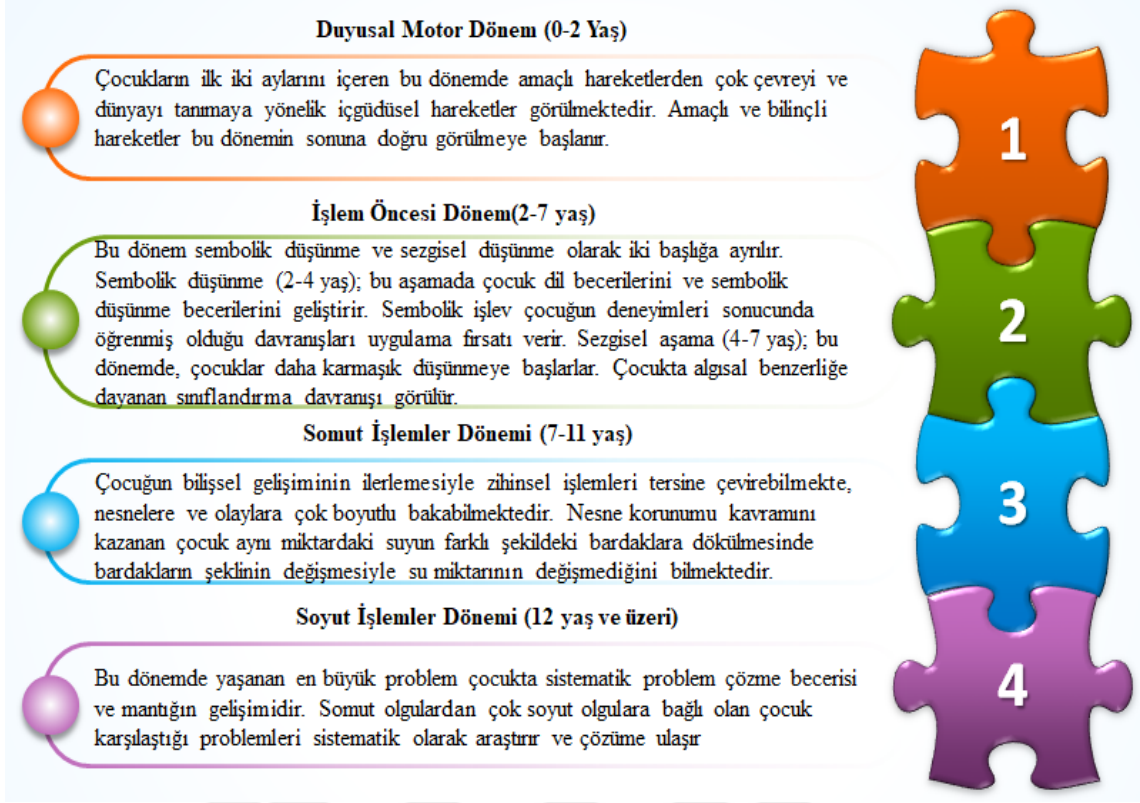 Duyusal Motor Dönem (0-2 Yaş)
Çocukların ilk iki aylarını içeren bu dönemde amaçlı hareketlerden çok çevreyi ve
dünyayı tanımaya yönelik içgüdüsel hareketler görülmektedir. Amaçlı ve bilinçli
hareketler bu dönemin sonuna doğru görülmeye başlanır.
1
İşlem Öncesi Dönem(2-7 yaş)
Bu dönem sembolik düşünme ve sezgisel düşünme olarak iki başlığa ayrılır.
Sembolik düşünme (2-4 yaş); bu aşamada çocuk dil becerilerini ve sembolik
düşünme becerilerini geliştirir. Sembolik işlev çocuğun deneyimleri sonucunda
öğrenmiş olduğu davranışları uygulama fırsatı verir. Sezgisel aşama (4-7 yaş); bu
dönemde, çocuklar daha karmaşık düşünmeye başlarlar. Çocukta algısal benzerliğe
dayanan sınıflandırma davranışı görülür.
2
Somut İşlemler Dönemi (7-11 yaş)
Çocuğun bilişsel gelişiminin ilerlemesiyle zihinsel işlemleri tersine çevirebilmekte,
nesnelere ve olaylara çok boyutlu bakabilmektedir. Nesne korunumu kavramını
kazanan çocuk aynı miktardaki suyun farklı şekildeki bardaklara dökülmesinde
bardakların şeklinin değişmesiyle su miktarının değişmediğini bilmektedir.
3
Soyut İşlemler Dönemi (12 yaş ve üzeri)
Bu dönemde yaşanan en büyük problem çocukta sistematik problem çözme becerisi
ve mantığın gelişimidir. Somut olgulardan çok soyut olgulara bağlı olan çocuk
karşılaştığı problemleri sistematik olarak araştırır ve çözüme ulaşır
4